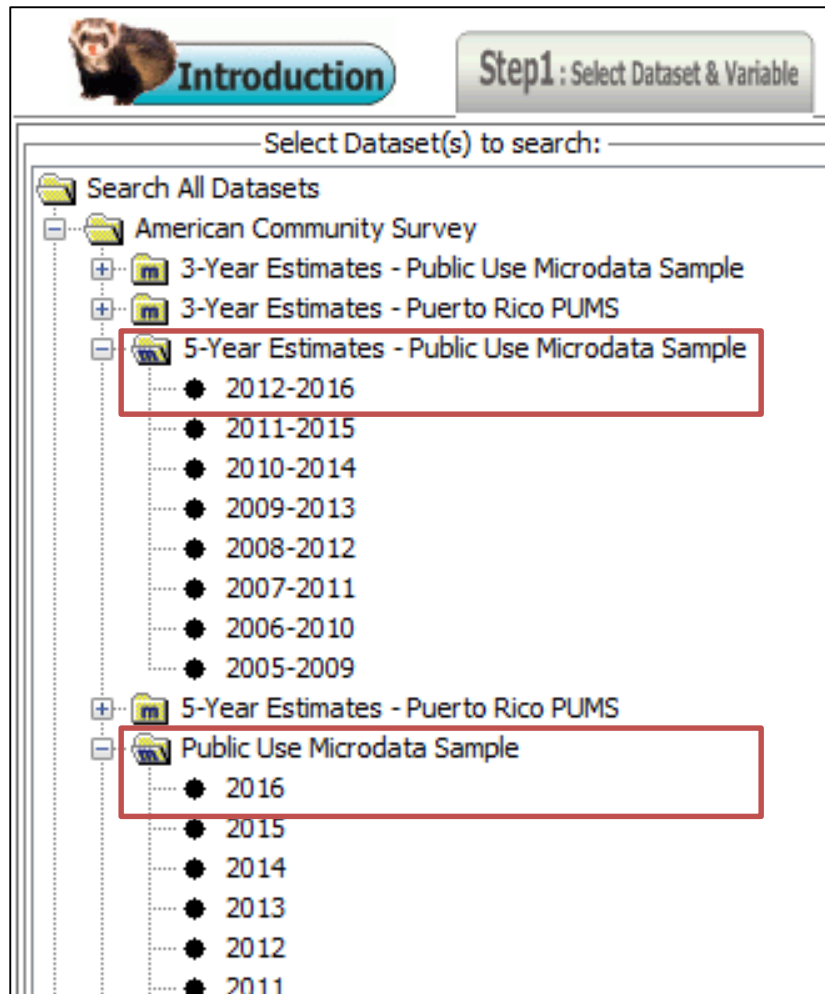 Introduction
Step1 : Select Dataset & Variable
Select Dataset(s) to search:
Search All Datasets
American Community Survey
3-Year Estimates - Public Use Microdata Sample
3-Year Estimates - Puerto Rico PUMS
5-Year Estimates - Public Use Microdata Sample
2012-2016
2011-2015
2010-2014
2009-2013
2008-2012
2007-2011
2006-2010
2005-2009
5-Year Estimates - Puerto Rico PUMS
Public Use Microdata Sample
2016
2015
2014
2013
2012
2011